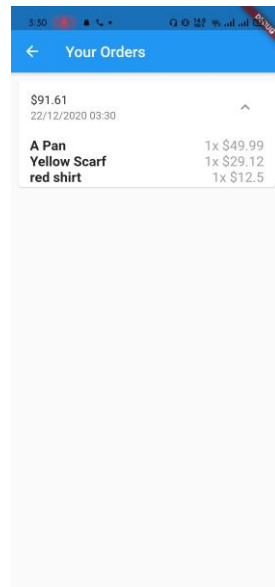 3:30
DEBUG
Your Orders
$91.61
22/12/2020 03:30
A Pan 1x $49.99
Yellow Scarf 1x $29.12
red shirt 1x $12.5